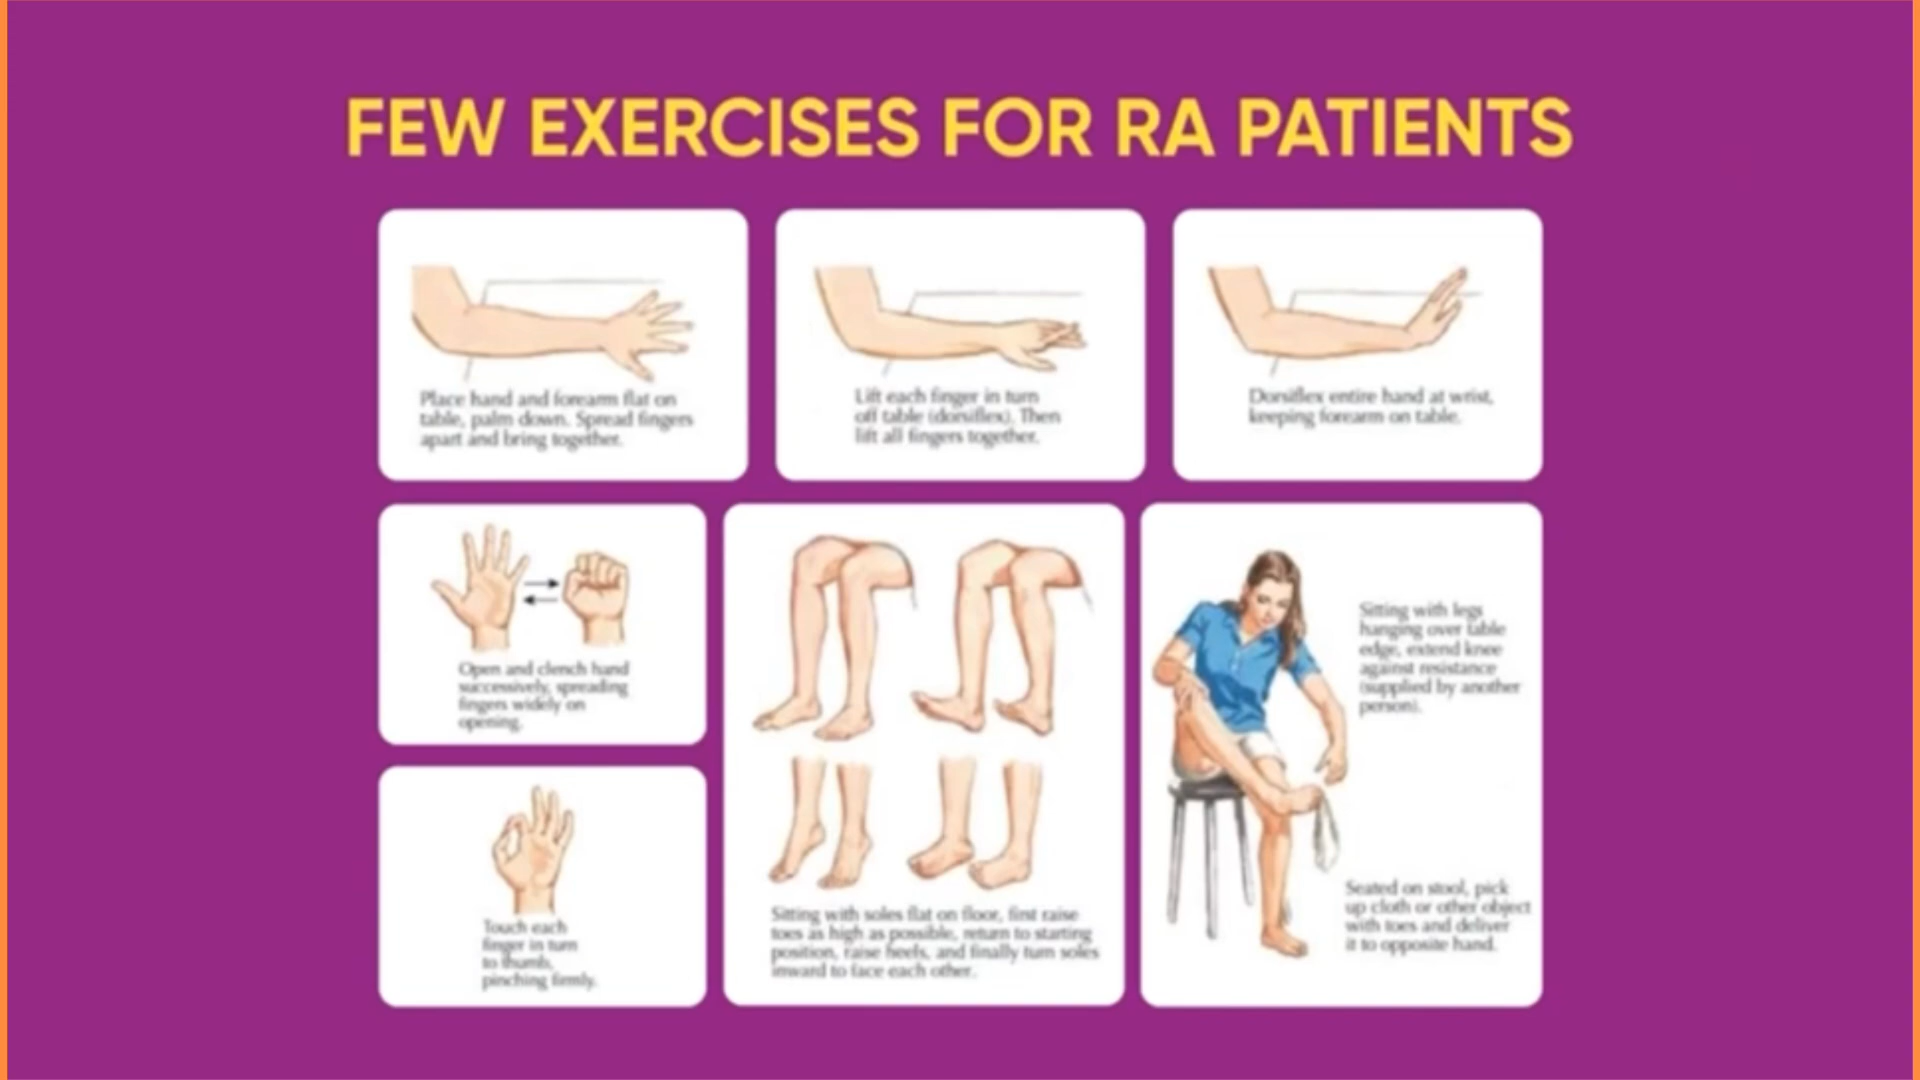 FEW EXERCISES FOR RA PATIENTS
Place hand and forearm flat on
table, palm down. Spread fingers
apart and bring together.
Lift each finger in turn
off table (dorsiflex). Then
lift all fingers together.
Dorsiflex entire hand at wrist,
keeping forearm on table.
Open and clench hand
successively, spreading
fingers widely on
opening.
Touch each
finger in turn
to thumb,
pinching firmly.
Sitting with soles flat on floor, first raise
toes as high as possible, return to starting
position, raise heels, and finally turn soles
inward to face each other.
Sitting with legs
hanging over table
edge, extend knee
against resistance
(supplied by another
person).
Seated on stool, pick
up cloth or other object
with toes and deliver
it to opposite hand.